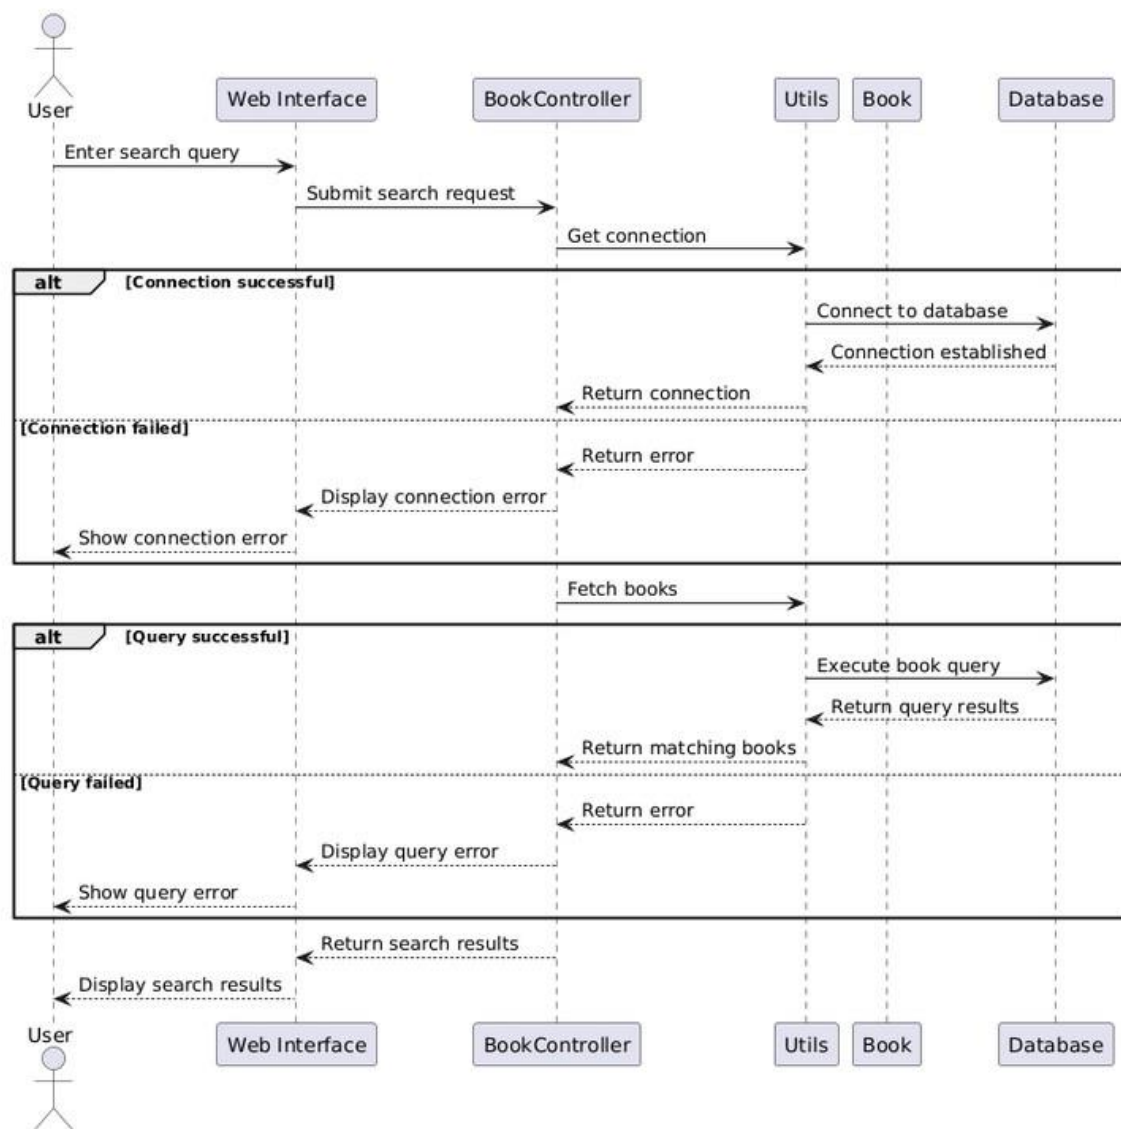 User
Web Interface
BookController
Utils
Book
Database
Enter search query
Submit search request
Get connection
alt
[Connection successful]
Connect to database
Connection established
Return connection
[Connection failed]
Return error
Display connection error
Show connection error
Fetch books
alt
[Query successful]
Execute book query
Return query results
Return matching books
[Query failed]
Return error
Display query error
Show query error
Return search results
Display search results
User
Web Interface
BookController
Utils
Book
Database